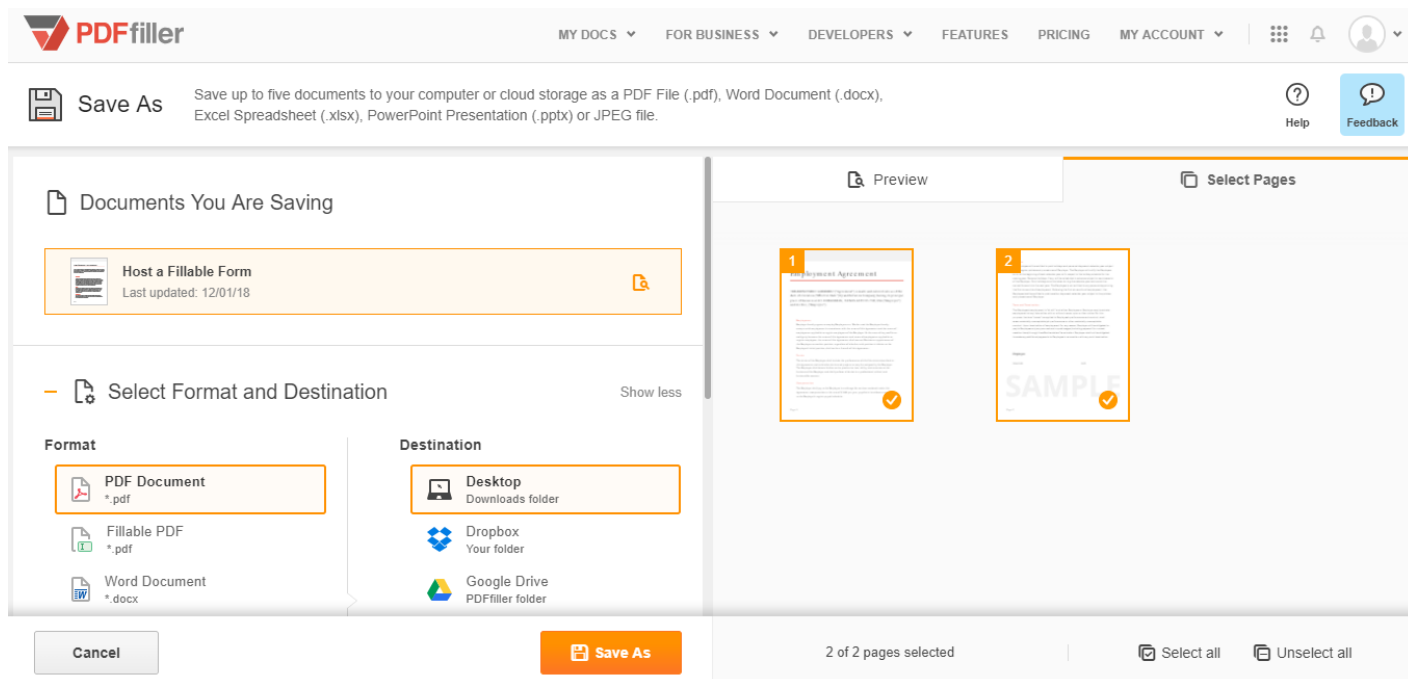 PDFfiller
MY DOCS
FOR BUSINESS
DEVELOPERS
FEATURES
PRICING
MY ACCOUNT
Save As
Save up to five documents to your computer or cloud storage as a PDF File (.pdf), Word Document (.docx),
Excel Spreadsheet (.xlsx), PowerPoint Presentation (.pptx) or JPEG file.
Help
Feedback
Documents You Are Saving
Host a Fillable Form
Last updated: 12/01/18
Select Format and Destination
Show less
Format
PDF Document
*.pdf
Fillable PDF
*.pdf
Word Document
*.docx
Destination
Desktop
Downloads folder
Dropbox
Your folder
Google Drive
PDFfiller folder
Cancel
Save As
Preview
Select Pages
1
Employment Agreement
2
SAMPLE
2 of 2 pages selected
Select all
Unselect all